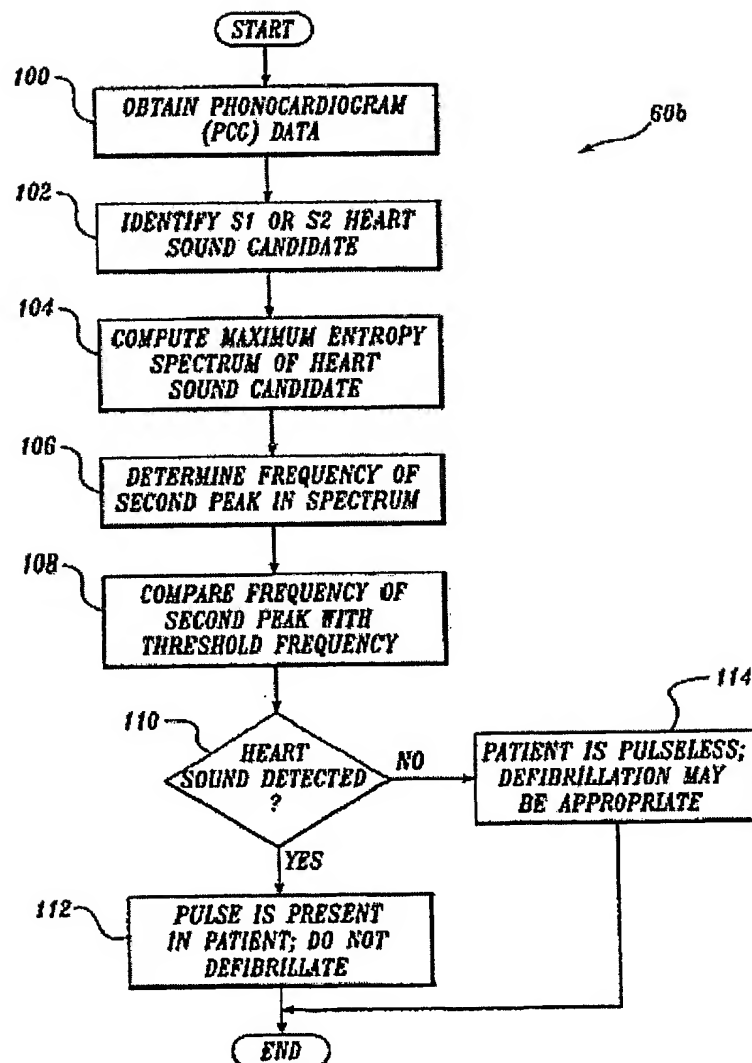 START
100
OBTAIN PHONOCARDIOGRAM
(PCG) DATA
60b
102
IDENTIFY S1 OR S2 HEART
SOUND CANDIDATE
104
COMPUTE MAXIMUM ENTROPY
SPECTRUM OF HEART
SOUND CANDIDATE
106
DETERMINE FREQUENCY OF
SECOND PEAK IN SPECTRUM
108
COMPARE FREQUENCY OF
SECOND PEAK WITH
THRESHOLD FREQUENCY
110
HEART
SOUND DETECTED
?
NO
114
PATIENT IS PULSELESS;
DEFIBRILLATION MAY
BE APPROPRIATE
YES
112
PULSE IS PRESENT
IN PATIENT; DO NOT
DEFIBRILLATE
END